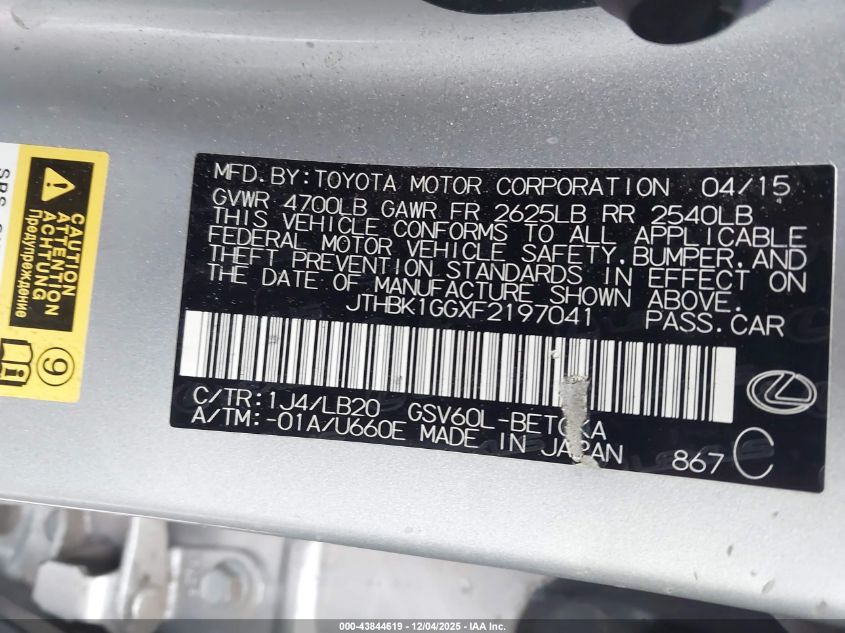 MFD.BY:TOYOTA MOTOR CORPORATION 04/15
GVWR 4700LB GAWR FR 2625LB RR 2540LB
THIS VEHICLE CONFORMS TO ALL APPLICABLE
FEDERAL MOTOR VEHICLE SAFETY,BUMPER,AND
THEFT PREVENTION STANDARDS IN EFFECT ON
THE DATE OF MANUFACTURE SHOWN ABOVE.
JTHBK1GGXF2197041 PASS.CAR
C/TR:1J4/LB20 GSV60L-BETGKA
A/TM:-01A/U660E MADE IN JAPAN 867 C
ATTENTION
ACHTUNG
Предупреждение
9
000-43844619 - 12/04/2025 - IAA Inc.